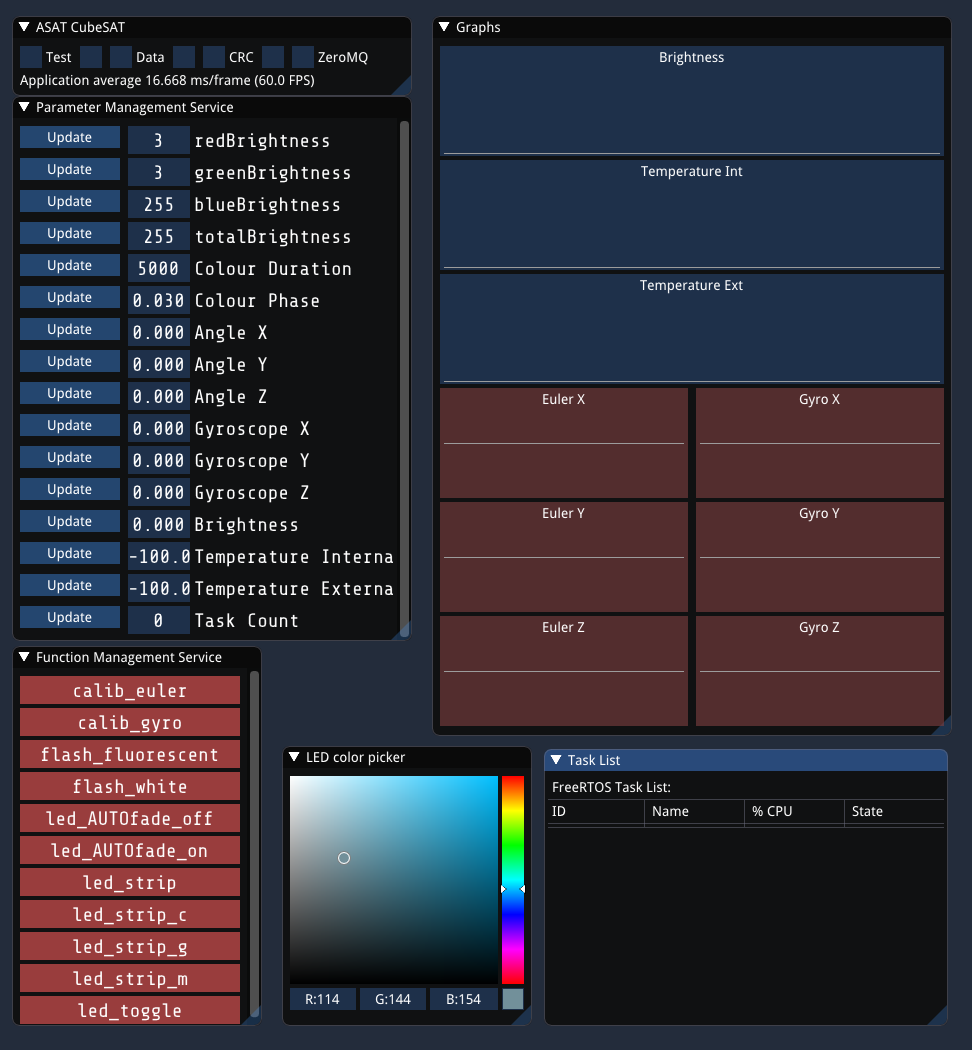 ASAT CubeSAT
Test Data CRC ZeroMQ
Application average 16.668 ms/frame (60.0 FPS)
Parameter Management Service
Update 3 redBrightness
Update 3 greenBrightness
Update 255 blueBrightness
Update 255 totalBrightness
Update 5000 Colour Duration
Update 0.030 Colour Phase
Update 0.000 Angle X
Update 0.000 Angle Y
Update 0.000 Angle Z
Update 0.000 Gyroscope X
Update 0.000 Gyroscope Y
Update 0.000 Gyroscope Z
Update 0.000 Brightness
Update -100.0 Temperature Interna
Update -100.0 Temperature Externa
Update 0 Task Count
Function Management Service
calib_euler
calib_gyro
flash_fluorescent
flash_white
led_AUTOfade_off
led_AUTOfade_on
led_strip
led_strip_c
led_strip_g
led_strip_m
led_toggle
Graphs
Brightness
Temperature Int
Temperature Ext
Euler X Gyro X
Euler Y Gyro Y
Euler Z Gyro Z
LED color picker
R:114 G:144 B:154
Task List
FreeRTOS Task List:
ID Name % CPU State